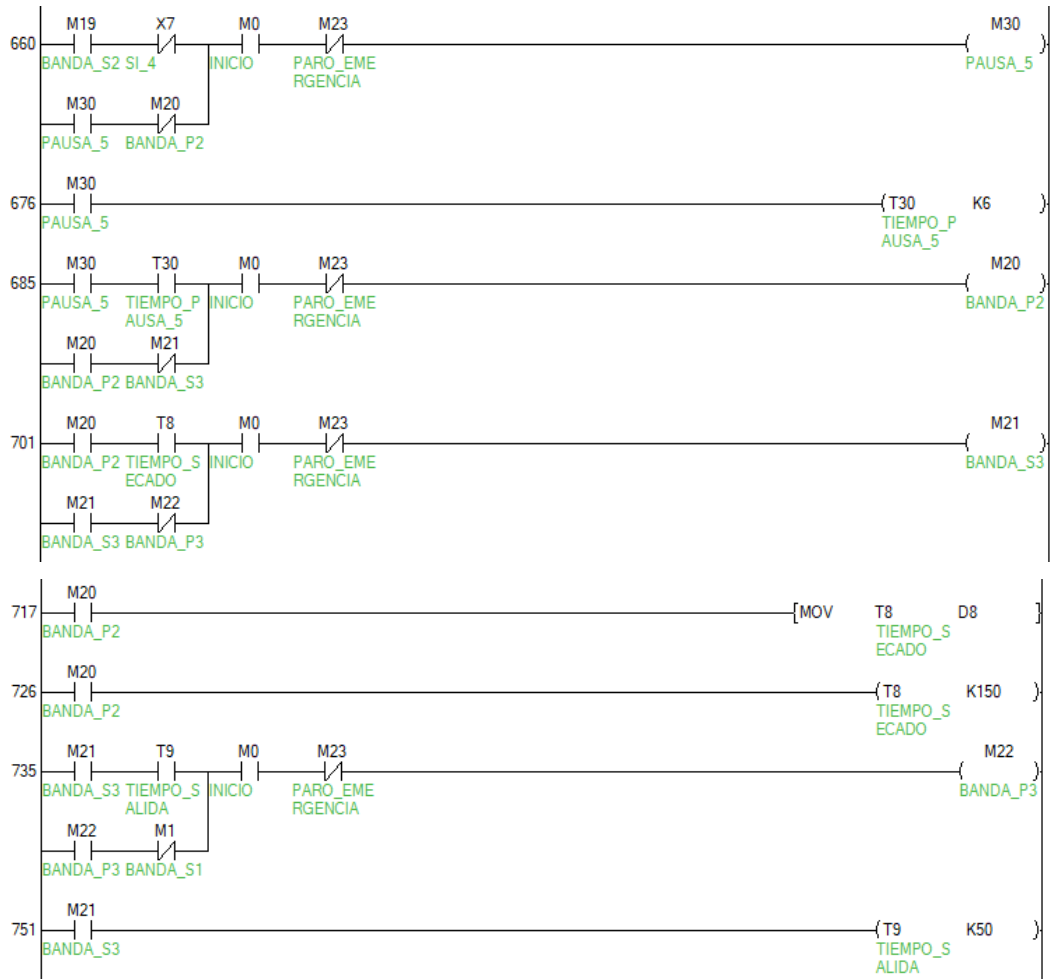 M19 X7 M0 M23 M30
660
BANDA_S2 SI_4 INICIO PARO_EME PAUSA_5
RGENCIA
M30 M20
PAUSA_5 BANDA_P2
M30
676 T30 K6
PAUSA_5 TIEMPO_P
AUSA_5
M30 T30 M0 M23 M20
685
PAUSA_5 TIEMPO_P INICIO PARO_EME BANDA_P2
AUSA_5 RGENCIA
M20 M21
BANDA_P2 BANDA_S3
M20 T8 M0 M23 M21
701
BANDA_P2 TIEMPO_S INICIO PARO_EME BANDA_S3
ECADO RGENCIA
M21 M22
BANDA_S3 BANDA_P3
M20
717 MOV T8 D8
BANDA_P2 TIEMPO_S
ECADO
M20
726 T8 K150
BANDA_P2 TIEMPO_S
ECADO
M21 T9 M0 M23 M22
735
BANDA_S3 TIEMPO_S INICIO PARO_EME BANDA_P3
ALIDA RGENCIA
M22 M1
BANDA_P3 BANDA_S1
M21
751 T9 K50
BANDA_S3 TIEMPO_S
ALIDA